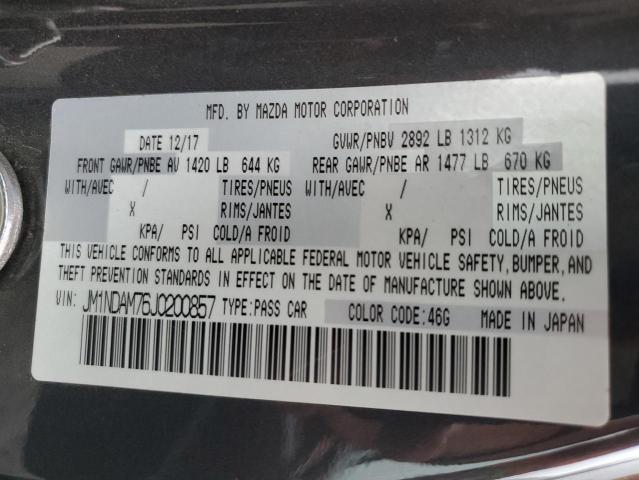 MFD. BY MAZDA MOTOR CORPORATION
DATE 12/17 GVWR/PNBV 2892 LB 1312 KG
FRONT GAWR/PNBE AV 1420 LB 644 KG REAR GAWR/PNBE AR 1477 LB 670 KG
WITH/AVEC / TIRES/PNEUS WITH/AVEC / TIRES/PNEUS
X RIMS/JANTES X RIMS/JANTES
KPA/ PSI COLD/A FROID KPA/ PSI COLD/A FROID
THIS VEHICLE CONFORMS TO ALL APPLICABLE FEDERAL MOTOR VEHICLE SAFETY, BUMPER, AND
THEFT PREVENTION STANDARDS IN EFFECT ON THE DATE OF MANUFACTURE SHOWN ABOVE.
VIN: JM1NDAM76J0200857 TYPE:PASS CAR COLOR CODE:46G MADE IN JAPAN